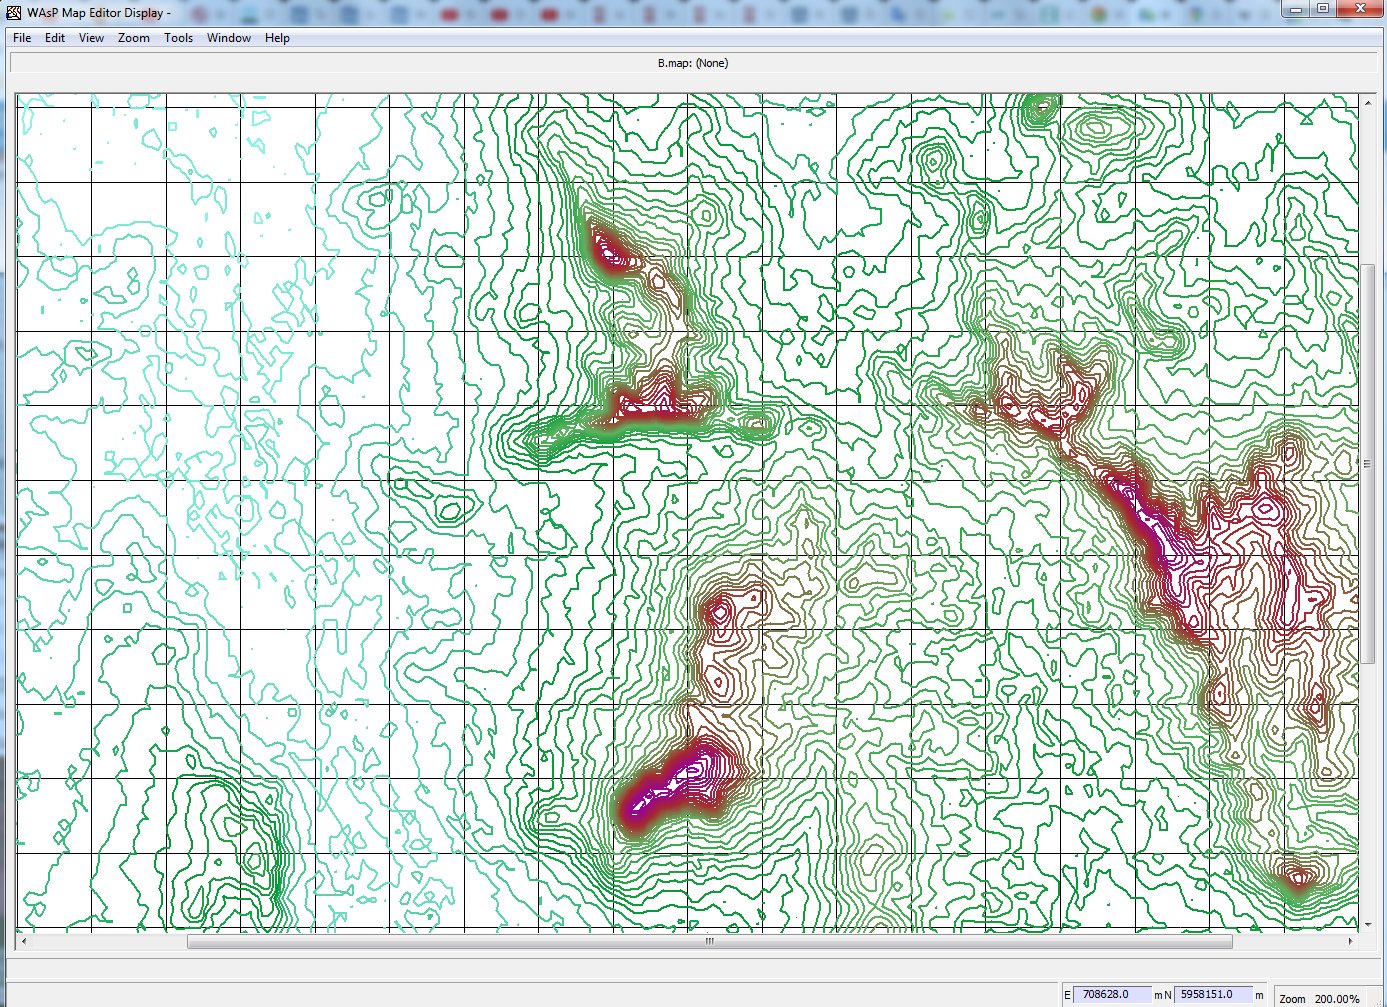 WAsP Map Editor Display -
File Edit View Zoom Tools Window Help
B.map: (None)
E 708628.0 m N 5958151.0 m Zoom 200.00%